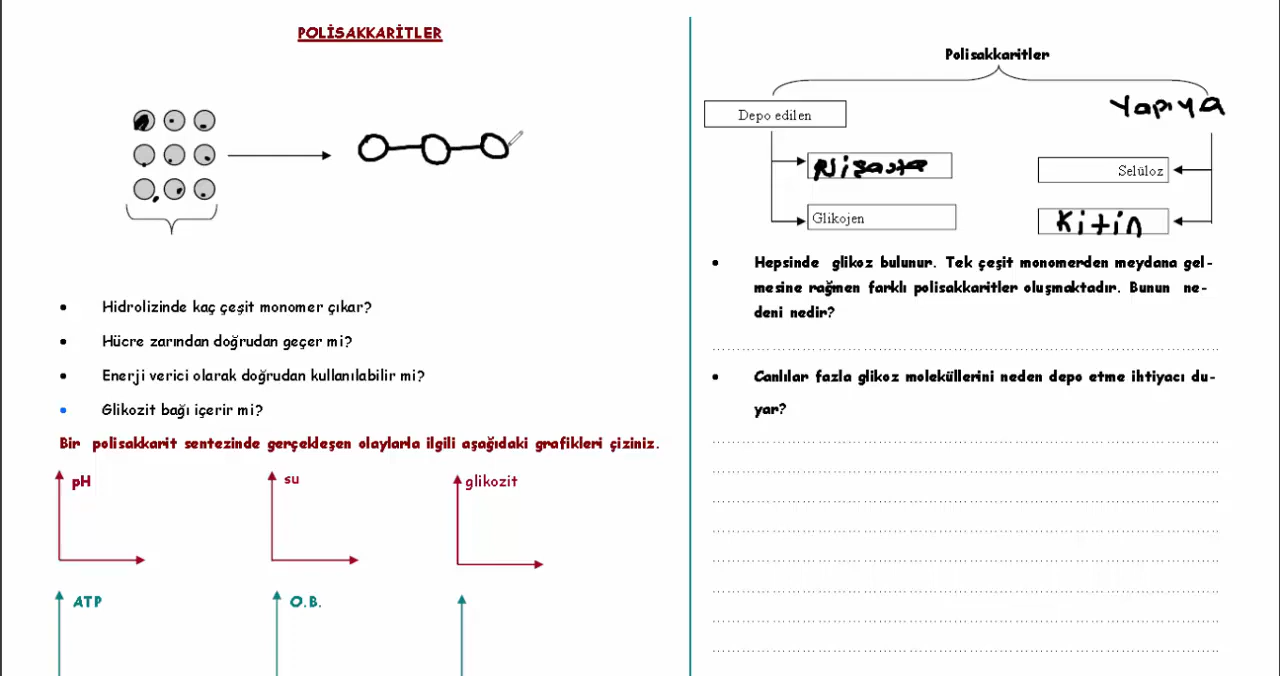 POLİSAKKARİTLER
Hidrolizinde kaç çeşit monomer çıkar?
Hücre zarından doğrudan geçer mi?
Enerji verici olarak doğrudan kullanılabilir mi?
Glikozit bağı içerir mi?
Bir polisakkarit sentezinde gerçekleşen olaylarla ilgili aşağıdaki grafikleri çiziniz.
pH
su
glikozit
ATP
O.B.
Polisakkaritler
Depo edilen
Yapıya
Nişasta
Selüloz
Glikojen
Kitin
Hepsinde glikoz bulunur. Tek çeşit monomerden meydana gel-
mesine rağmen farklı polisakkaritler oluşmaktadır. Bunun ne-
deni nedir?
Canlılar fazla glikoz moleküllerini neden depo etme ihtiyacı du-
yar?